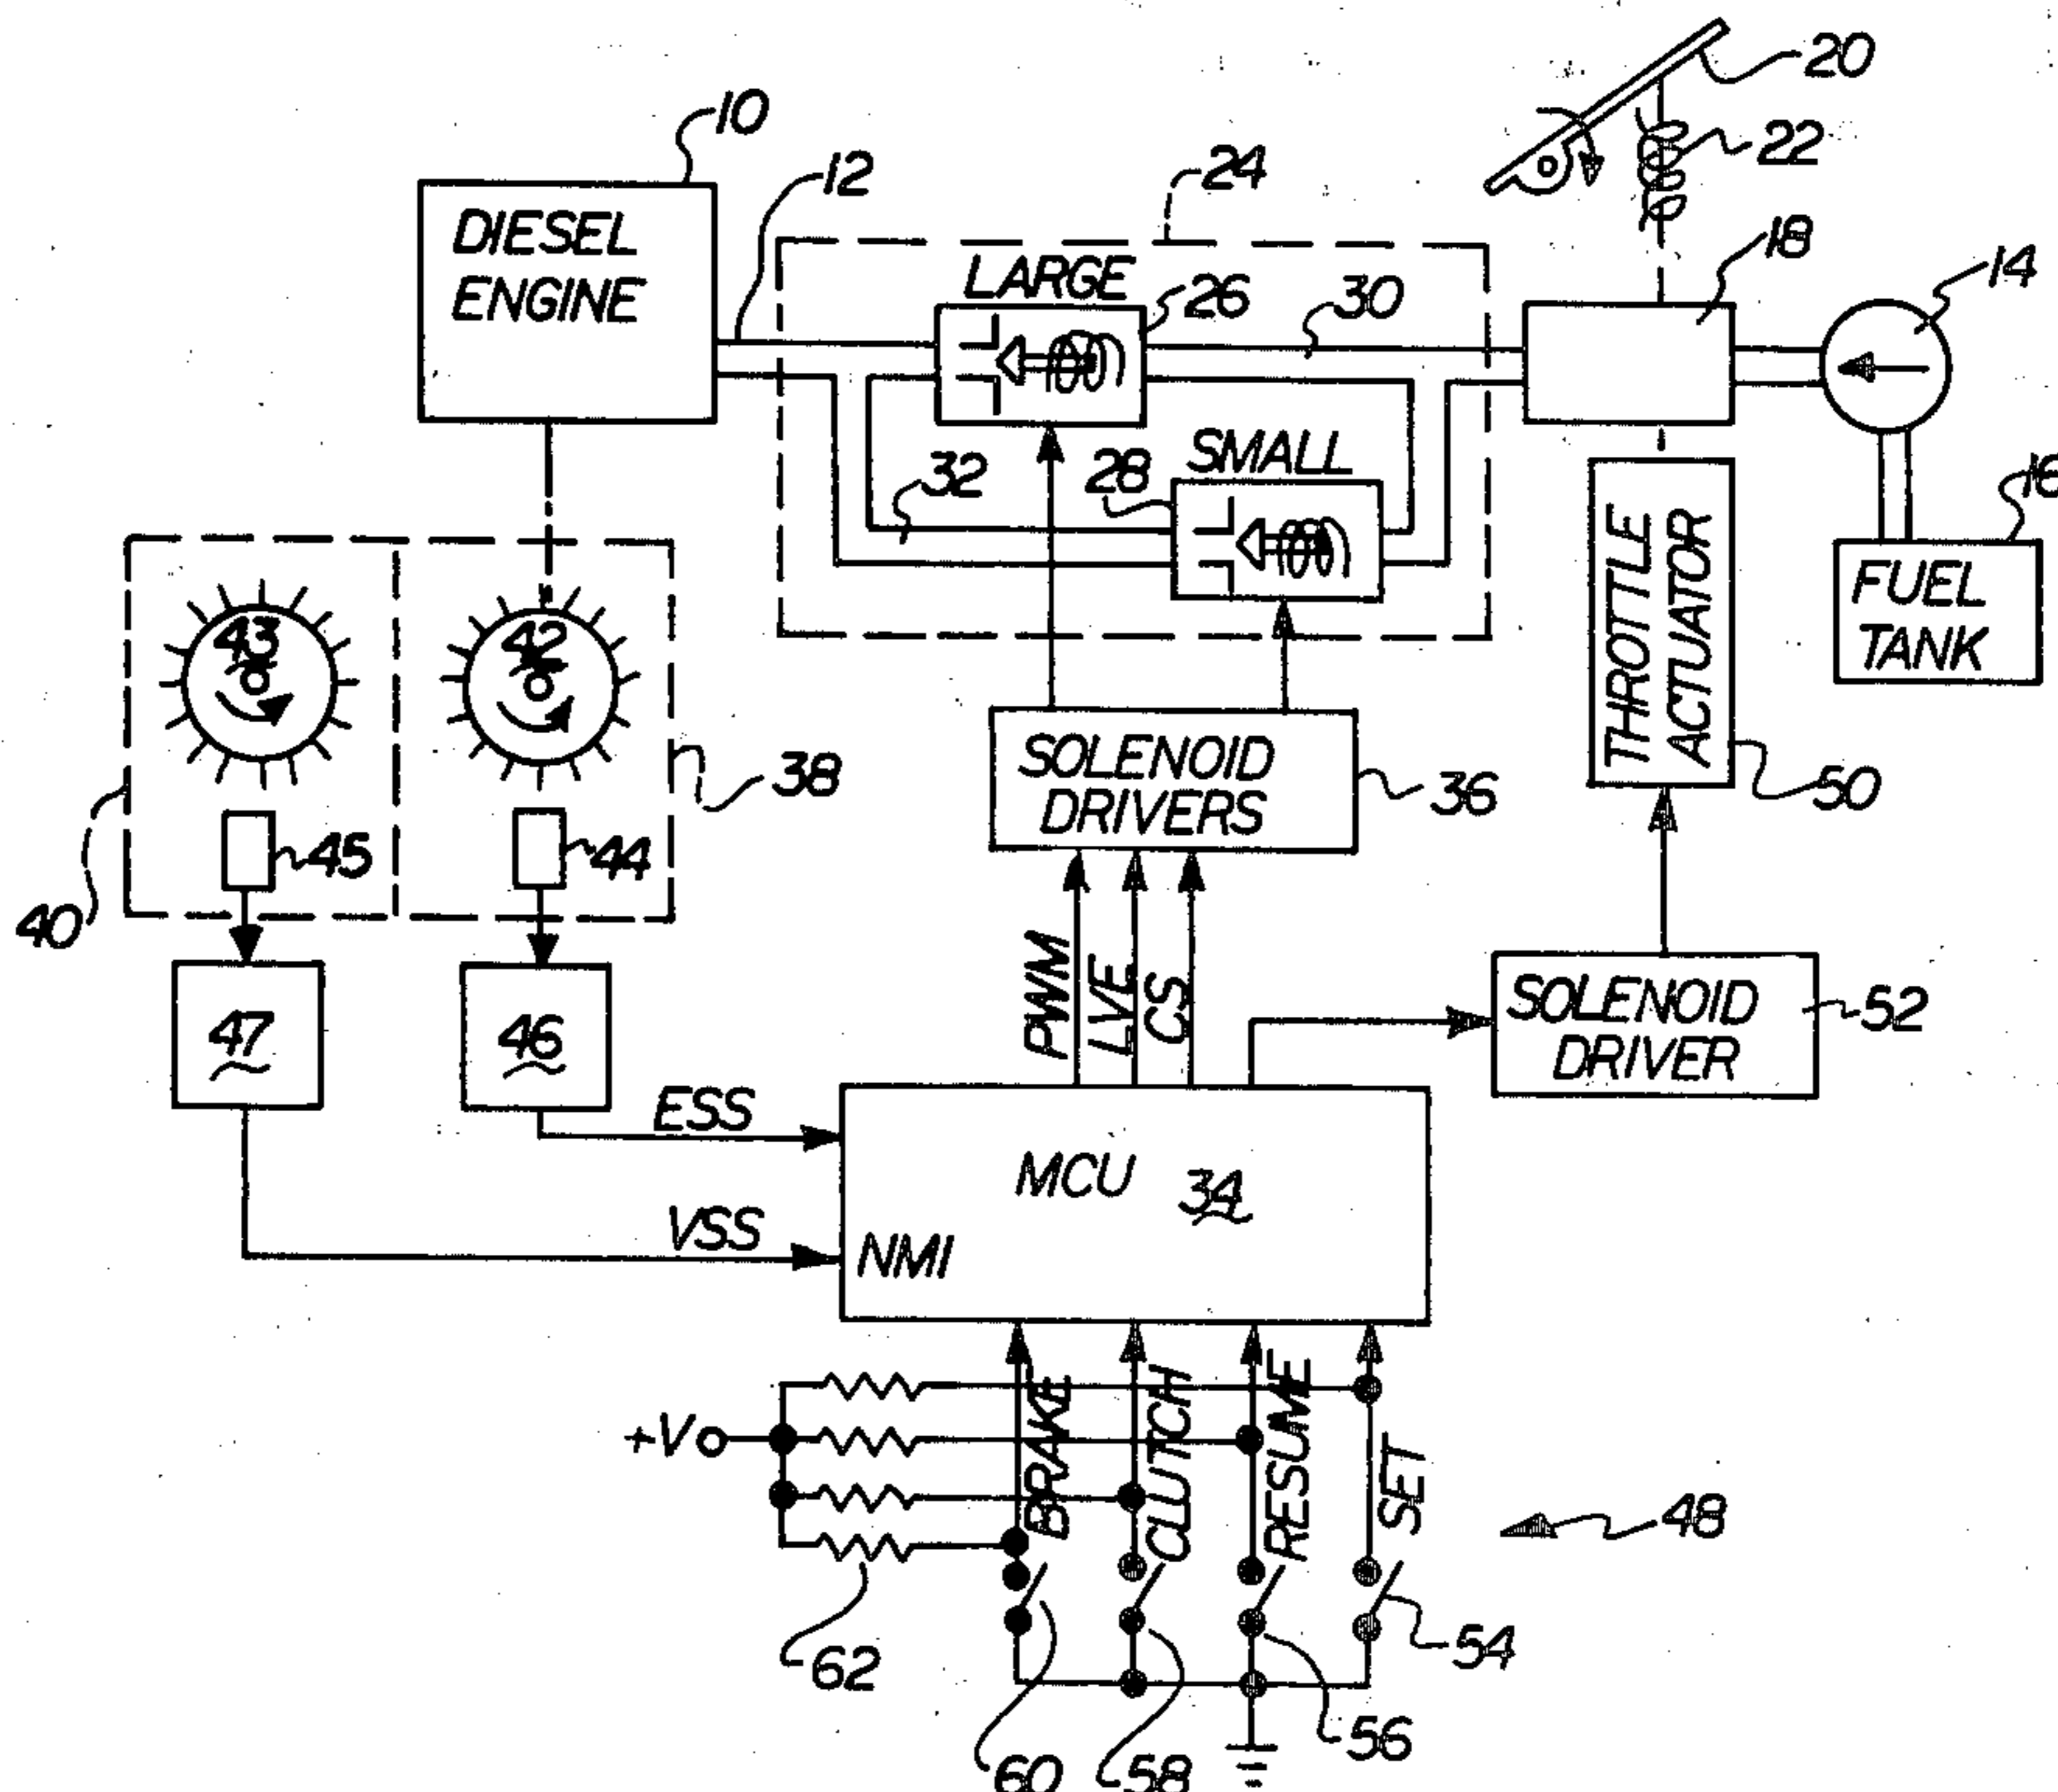 20
10
22
12
24
DIESEL
ENGINE
18
14
LARGE
26
30
SMALL
28
32
16
THROTTLE
ACTUATOR
FUEL
TANK
43
42
38
SOLENOID
DRIVERS
36
50
45
44
40
PWM
LVE
CS
47
46
SOLENOID
DRIVER
52
ESS
MCU 34
VSS
NMI
BRAKE
CLUTCH
RESUME
SET
+V
48
62
54
56
60
58